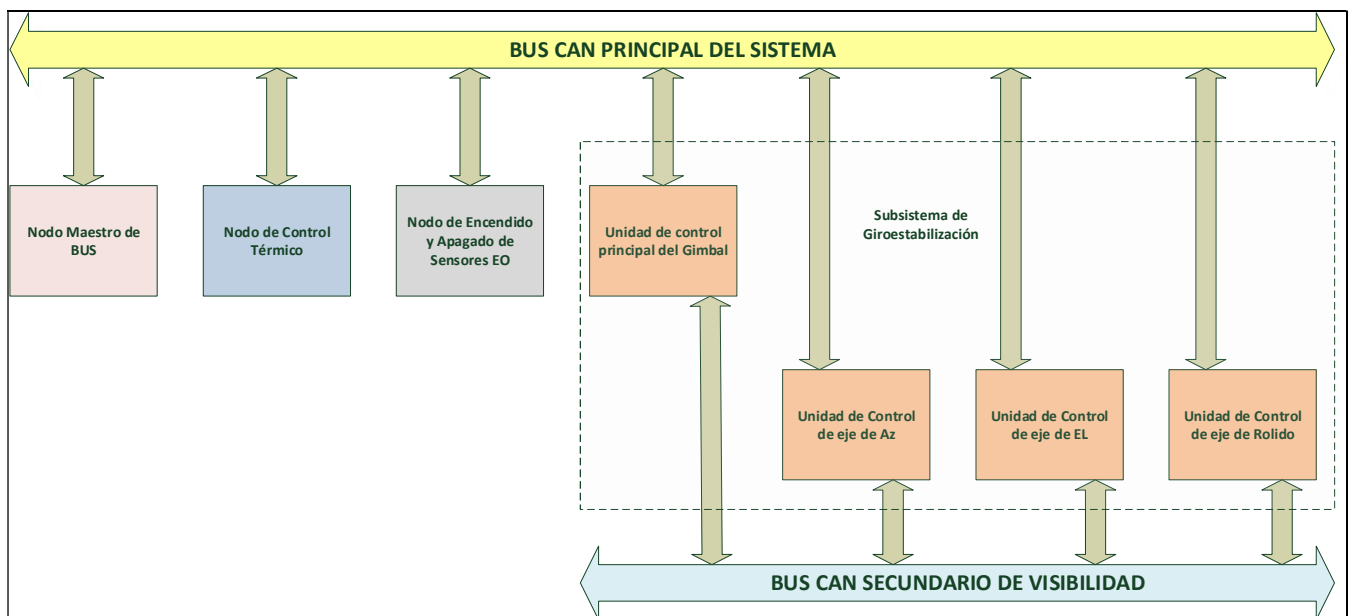 BUS CAN PRINCIPAL DEL SISTEMA
Nodo Maestro de
BUS
Nodo de Control
Térmico
Nodo de Encendido
y Apagado de
Sensores EO
Unidad de control
principal del Gimbal
Subsistema de
Giroestabilización
Unidad de Control
de eje de Az
Unidad de Control
de eje de EL
Unidad de Control
de eje de Rolido
BUS CAN SECUNDARIO DE VISIBILIDAD